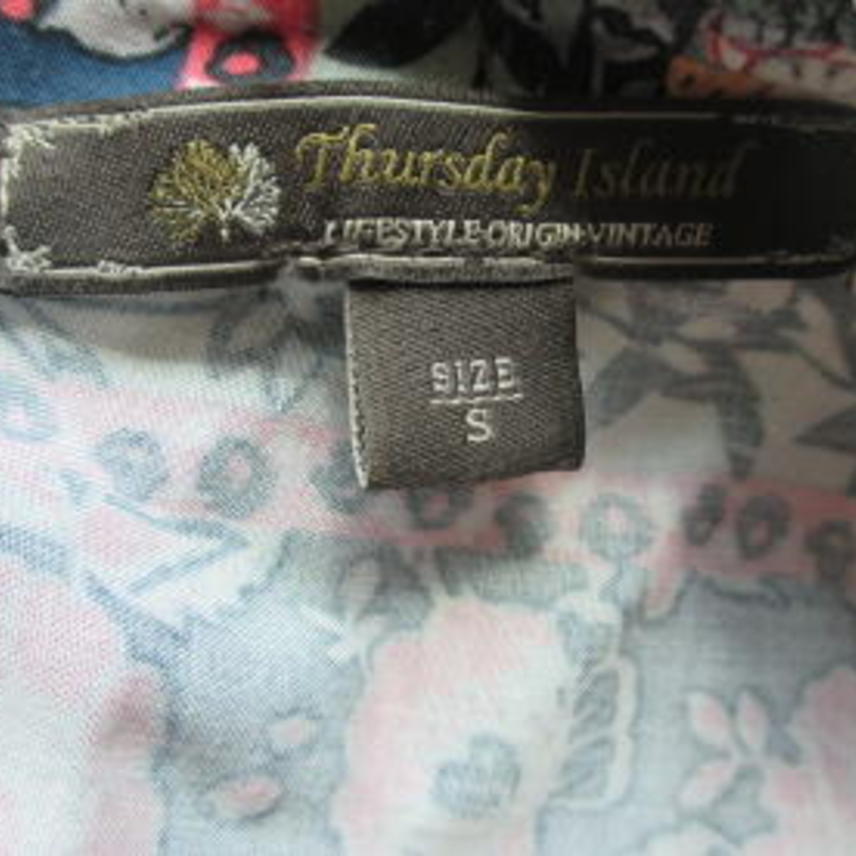 Thursday Island
LIFESTYLE·ORIGIN·VINTAGE
SIZE
S